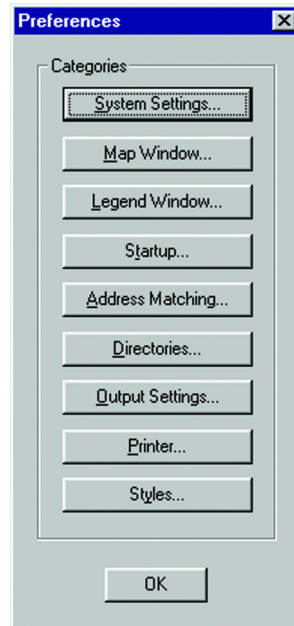 Preferences
Categories
System Settings...
Map Window...
Legend Window...
Startup...
Address Matching...
Directories...
Output Settings...
Printer...
Styles...
OK